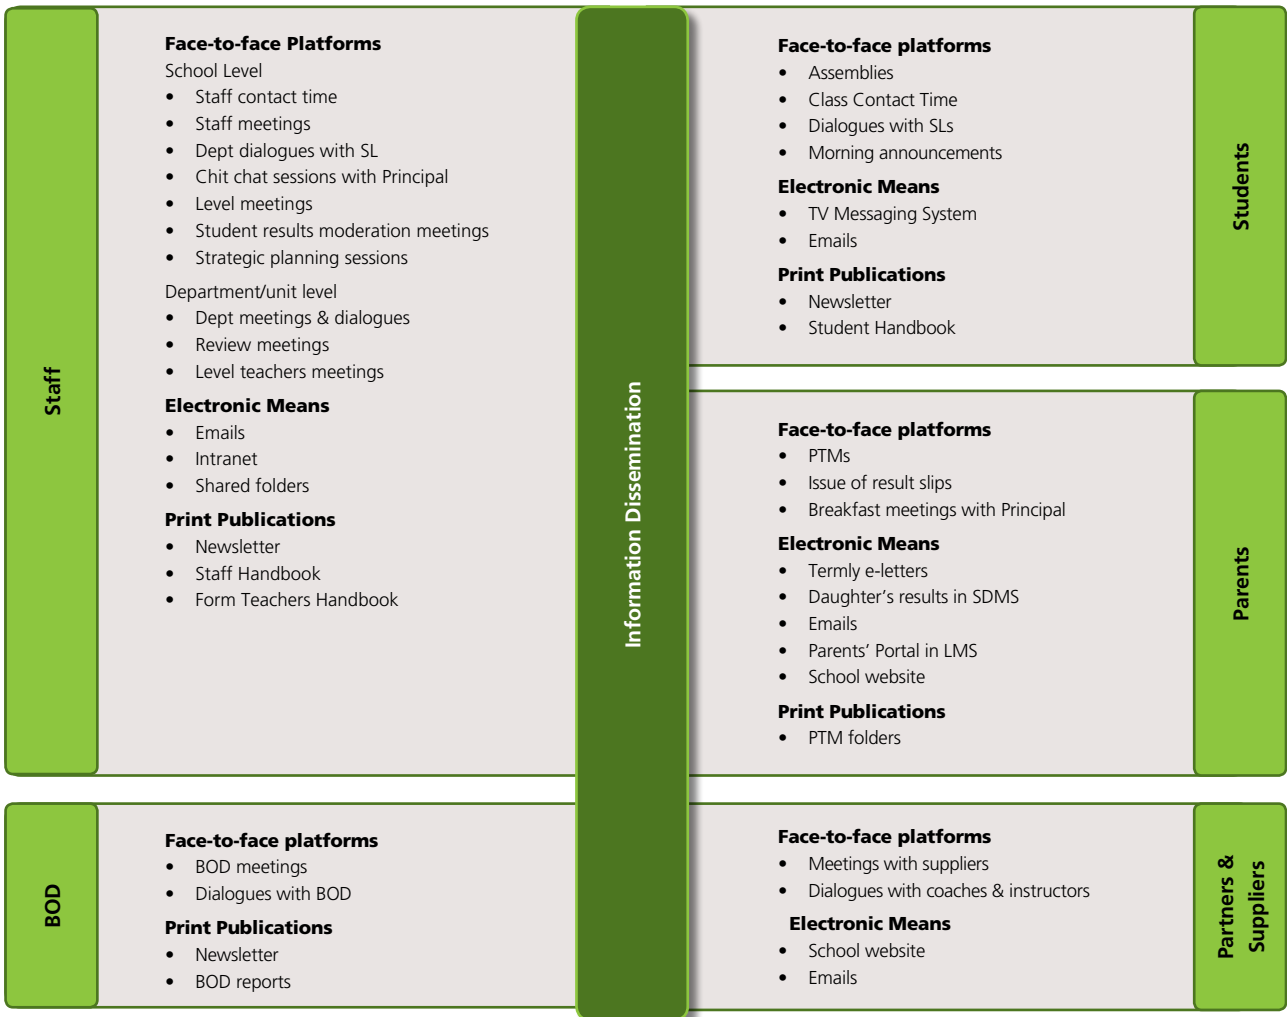 Staff
Face-to-face Platforms
School Level
• Staff contact time
• Staff meetings
• Dept dialogues with SL
• Chit chat sessions with Principal
• Level meetings
• Student results moderation meetings
• Strategic planning sessions
Department/unit level
• Dept meetings & dialogues
• Review meetings
• Level teachers meetings
Electronic Means
• Emails
• Intranet
• Shared folders
Print Publications
• Newsletter
• Staff Handbook
• Form Teachers Handbook
BOD
Face-to-face platforms
• BOD meetings
• Dialogues with BOD
Print Publications
• Newsletter
• BOD reports
Information Dissemination
Face-to-face platforms
• Assemblies
• Class Contact Time
• Dialogues with SLs
• Morning announcements
Electronic Means
• TV Messaging System
• Emails
Print Publications
• Newsletter
• Student Handbook
Students
Face-to-face platforms
• PTMs
• Issue of result slips
• Breakfast meetings with Principal
Electronic Means
• Termly e-letters
• Daughter’s results in SDMS
• Emails
• Parents’ Portal in LMS
• School website
Print Publications
• PTM folders
Parents
Face-to-face platforms
• Meetings with suppliers
• Dialogues with coaches & instructors
Electronic Means
• School website
• Emails
Partners &
Suppliers